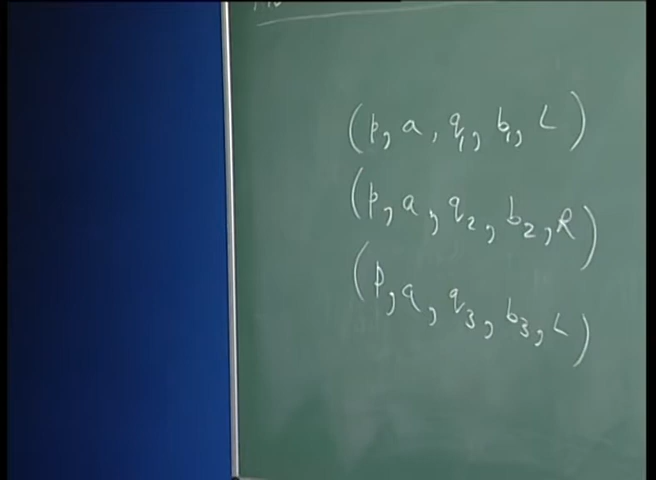 (p, a, q₁, b₁, L)
(p, a, q₂, b₂, R)
(p, a, q₃, b₃, L)